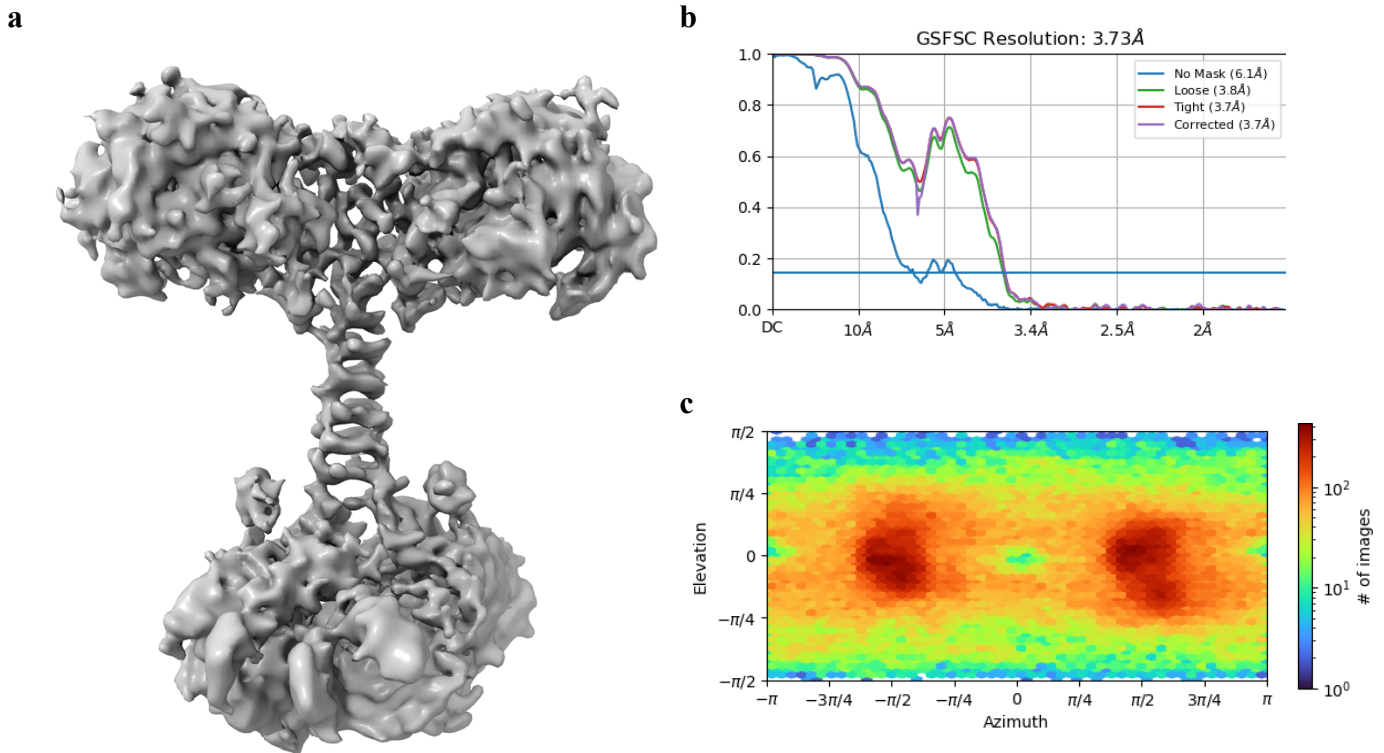 a
b
GSFSC Resolution: 3.73Å
1.0
0.8
0.6
0.4
0.2
0.0
No Mask (6.1Å)
Loose (3.8Å)
Tight (3.7Å)
Corrected (3.7Å)
DC
10Å
5Å
3.44Å
2.5Å
2Å
c
Elevation
π/2
π/4
0
−π/4
−π/2
−π
−3π/4
−π/2
−π/4
0
π/4
π/2
3π/4
π
Azimuth
10²
10¹
10⁰
# of images